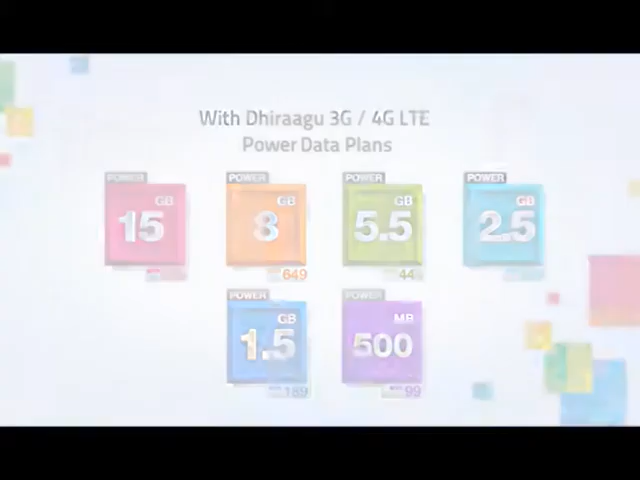 With Dhiraagu 3G / 4G LTE
Power Data Plans
POWER
15 GB
POWER
8 GB
649
POWER
5.5 GB
POWER
2.5 GB
POWER
1.5 GB
189
POWER
500 MB
99